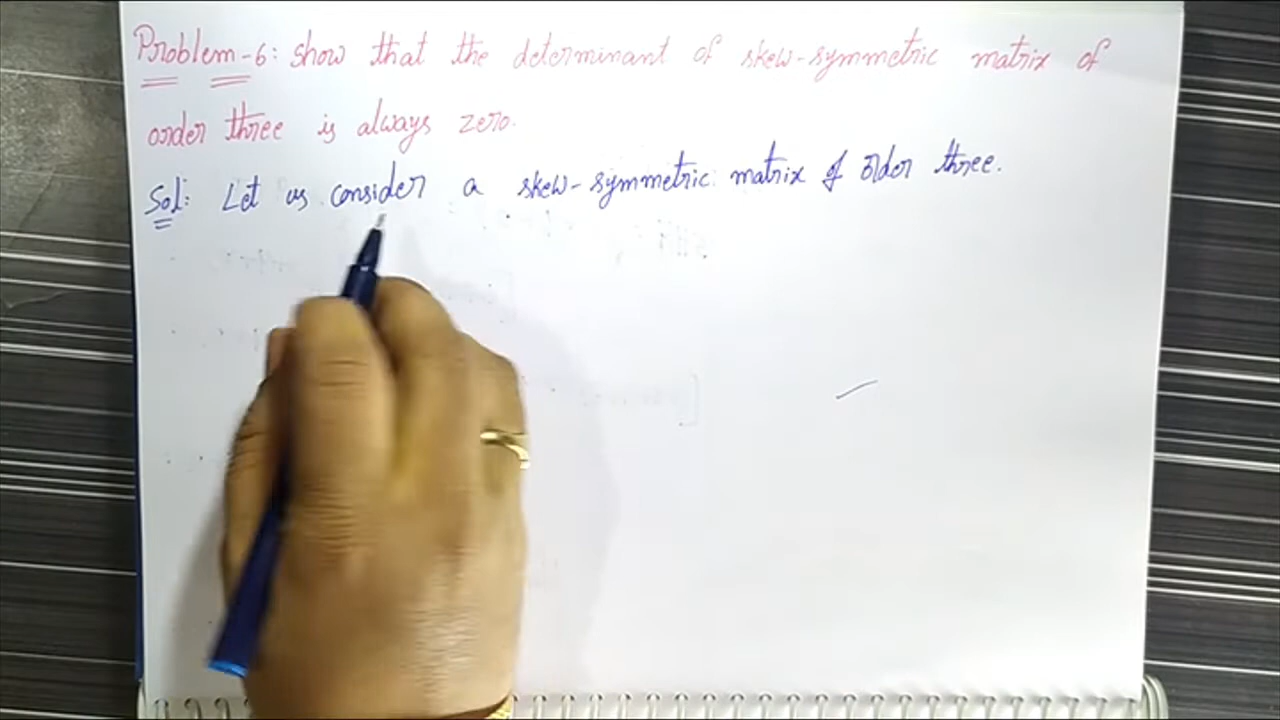 Problem-6: Show that the determinant of skew-symmetric matrix of
order three is always zero.
Sol: Let us consider a skew-symmetric matrix of order three.